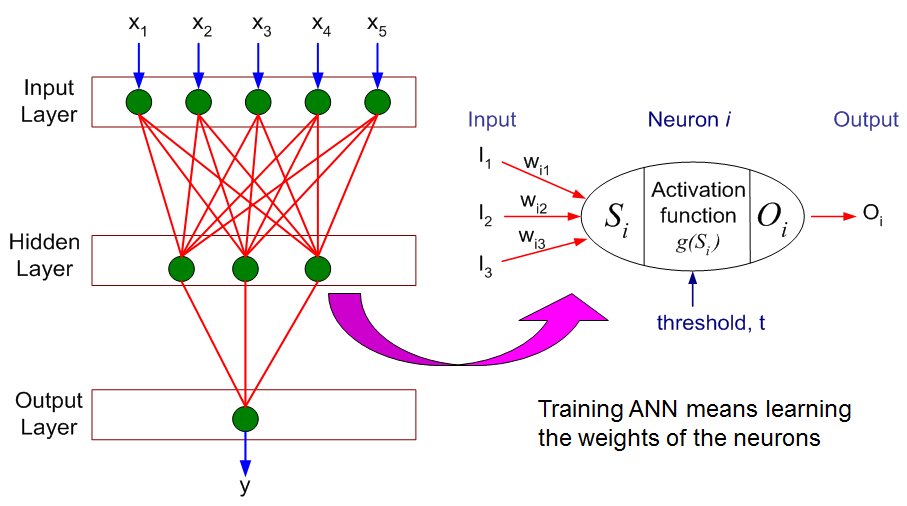 x1 x2 x3 x4 x5
Input
Layer
Hidden
Layer
Output
Layer
y
Input Neuron i Output
I1 wi1
I2 wi2
I3 wi3
Si
Activation
function
g(Si)
Oi
Oi
threshold, t
Training ANN means learning
the weights of the neurons